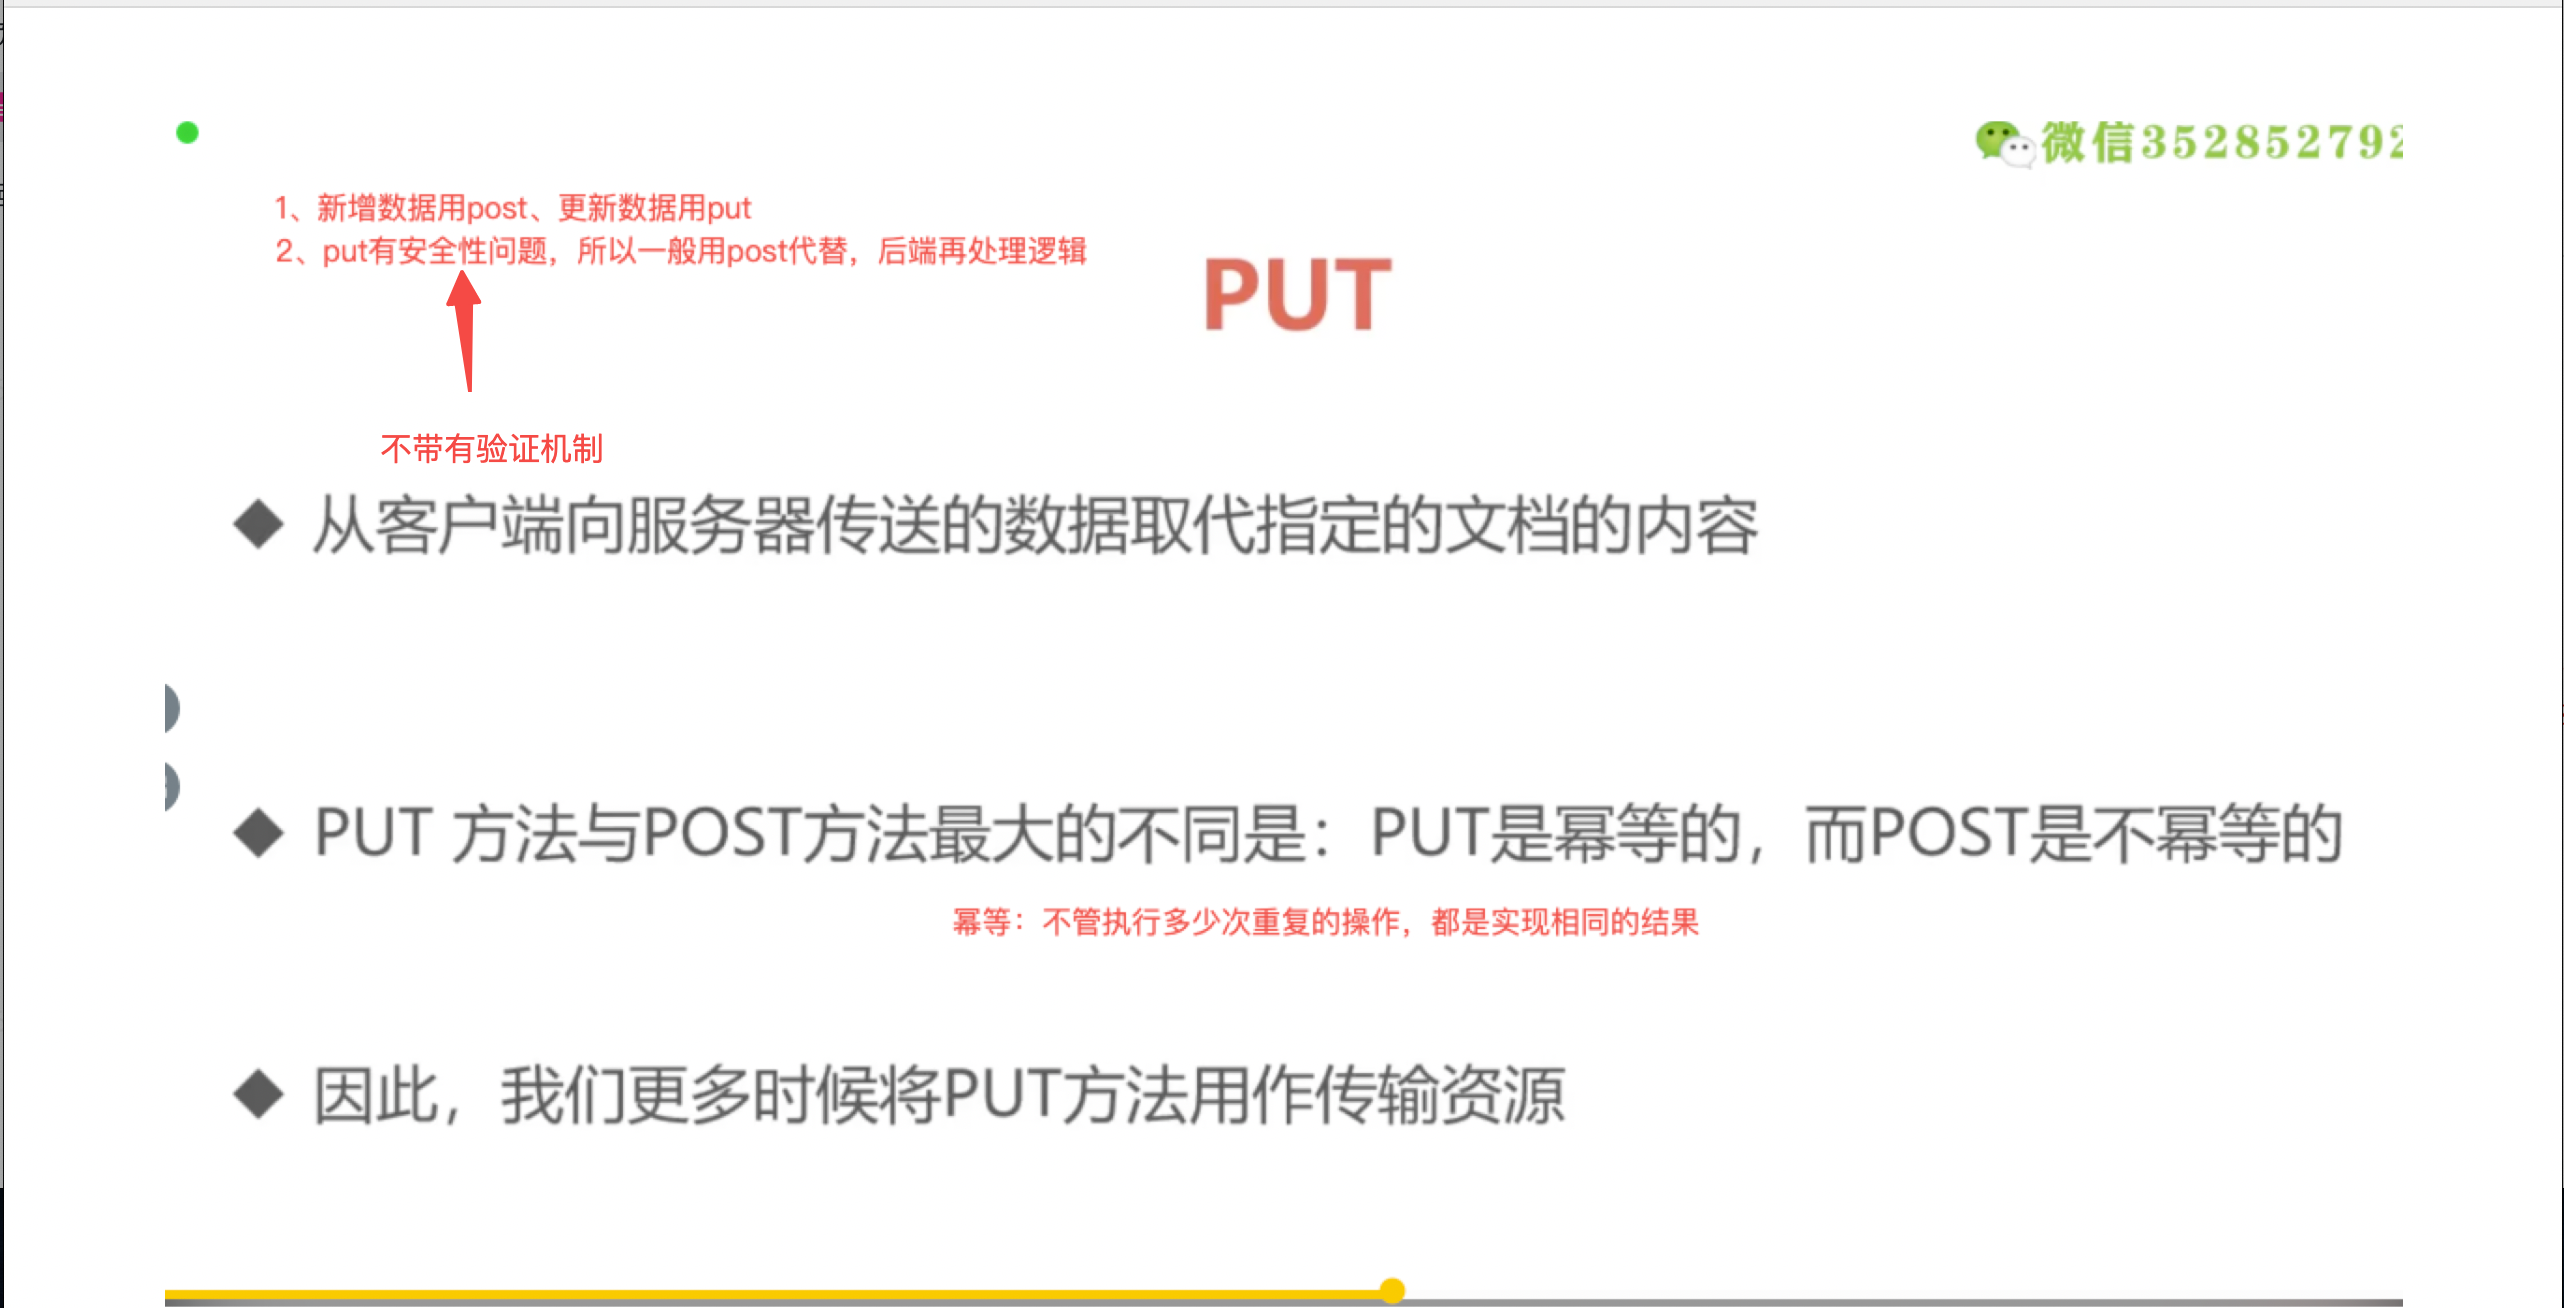 微信352852792
1、新增数据用post、更新数据用put
2、put有安全性问题，所以一般用post代替，后端再处理逻辑
PUT
不带有验证机制
从客户端向服务器传送的数据取代指定的文档的内容
PUT 方法与POST方法最大的不同是：PUT是幂等的，而POST是不幂等的
幂等：不管执行多少次重复的操作，都是实现相同的结果
因此，我们更多时候将PUT方法用作传输资源